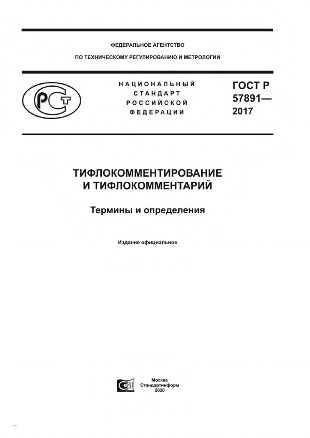 ФЕДЕРАЛЬНОЕ АГЕНТСТВО
ПО ТЕХНИЧЕСКОМУ РЕГУЛИРОВАНИЮ И МЕТРОЛОГИИ
РСТ
НАЦИОНАЛЬНЫЙ
СТАНДАРТ
РОССИЙСКОЙ
ФЕДЕРАЦИИ
ГОСТ Р
57891—
2017
ТИФЛОКОММЕНТИРОВАНИЕ
И ТИФЛОКОММЕНТАРИЙ
Термины и определения
Издание официальное
Москва
Стандартинформ
2020